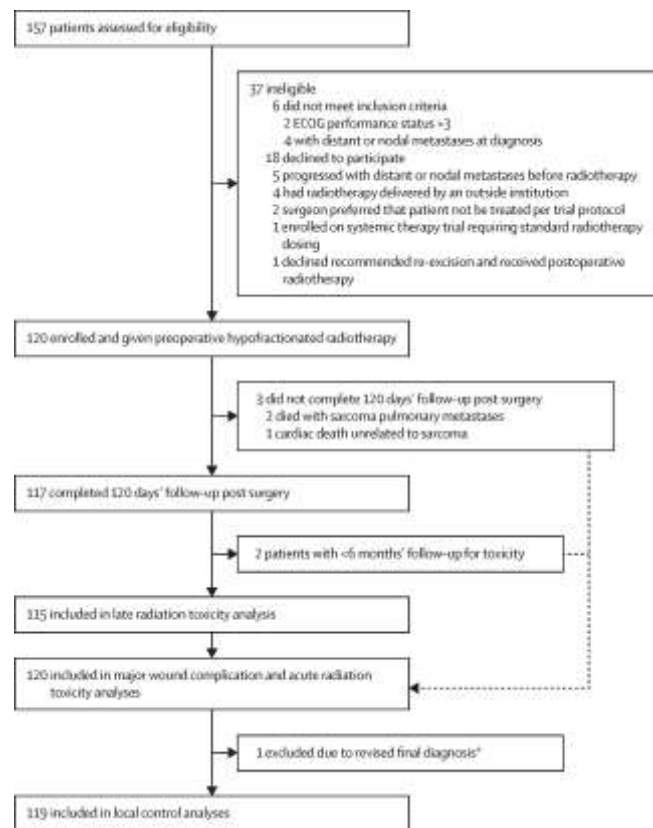 157 patients assessed for eligibility
37 ineligible
6 did not meet inclusion criteria
2 ECOG performance status >3
4 with distant or nodal metastases at diagnosis
18 declined to participate
5 progressed with distant or nodal metastases before radiotherapy
4 had radiotherapy delivered by an outside institution
2 surgeon preferred that patient not be treated per trial protocol
1 enrolled on systemic therapy trial requiring standard radiotherapy
dosing
1 declined recommended re-excision and received postoperative
radiotherapy
120 enrolled and given preoperative hypofractionated radiotherapy
3 did not complete 120 days' follow-up post surgery
2 died with sarcoma pulmonary metastases
1 cardiac death unrelated to sarcoma
117 completed 120 days' follow-up post surgery
2 patients with <6 months' follow-up for toxicity
115 included in late radiation toxicity analysis
120 included in major wound complication and acute radiation
toxicity analyses
1 excluded due to revised final diagnosis*
119 included in local control analyses